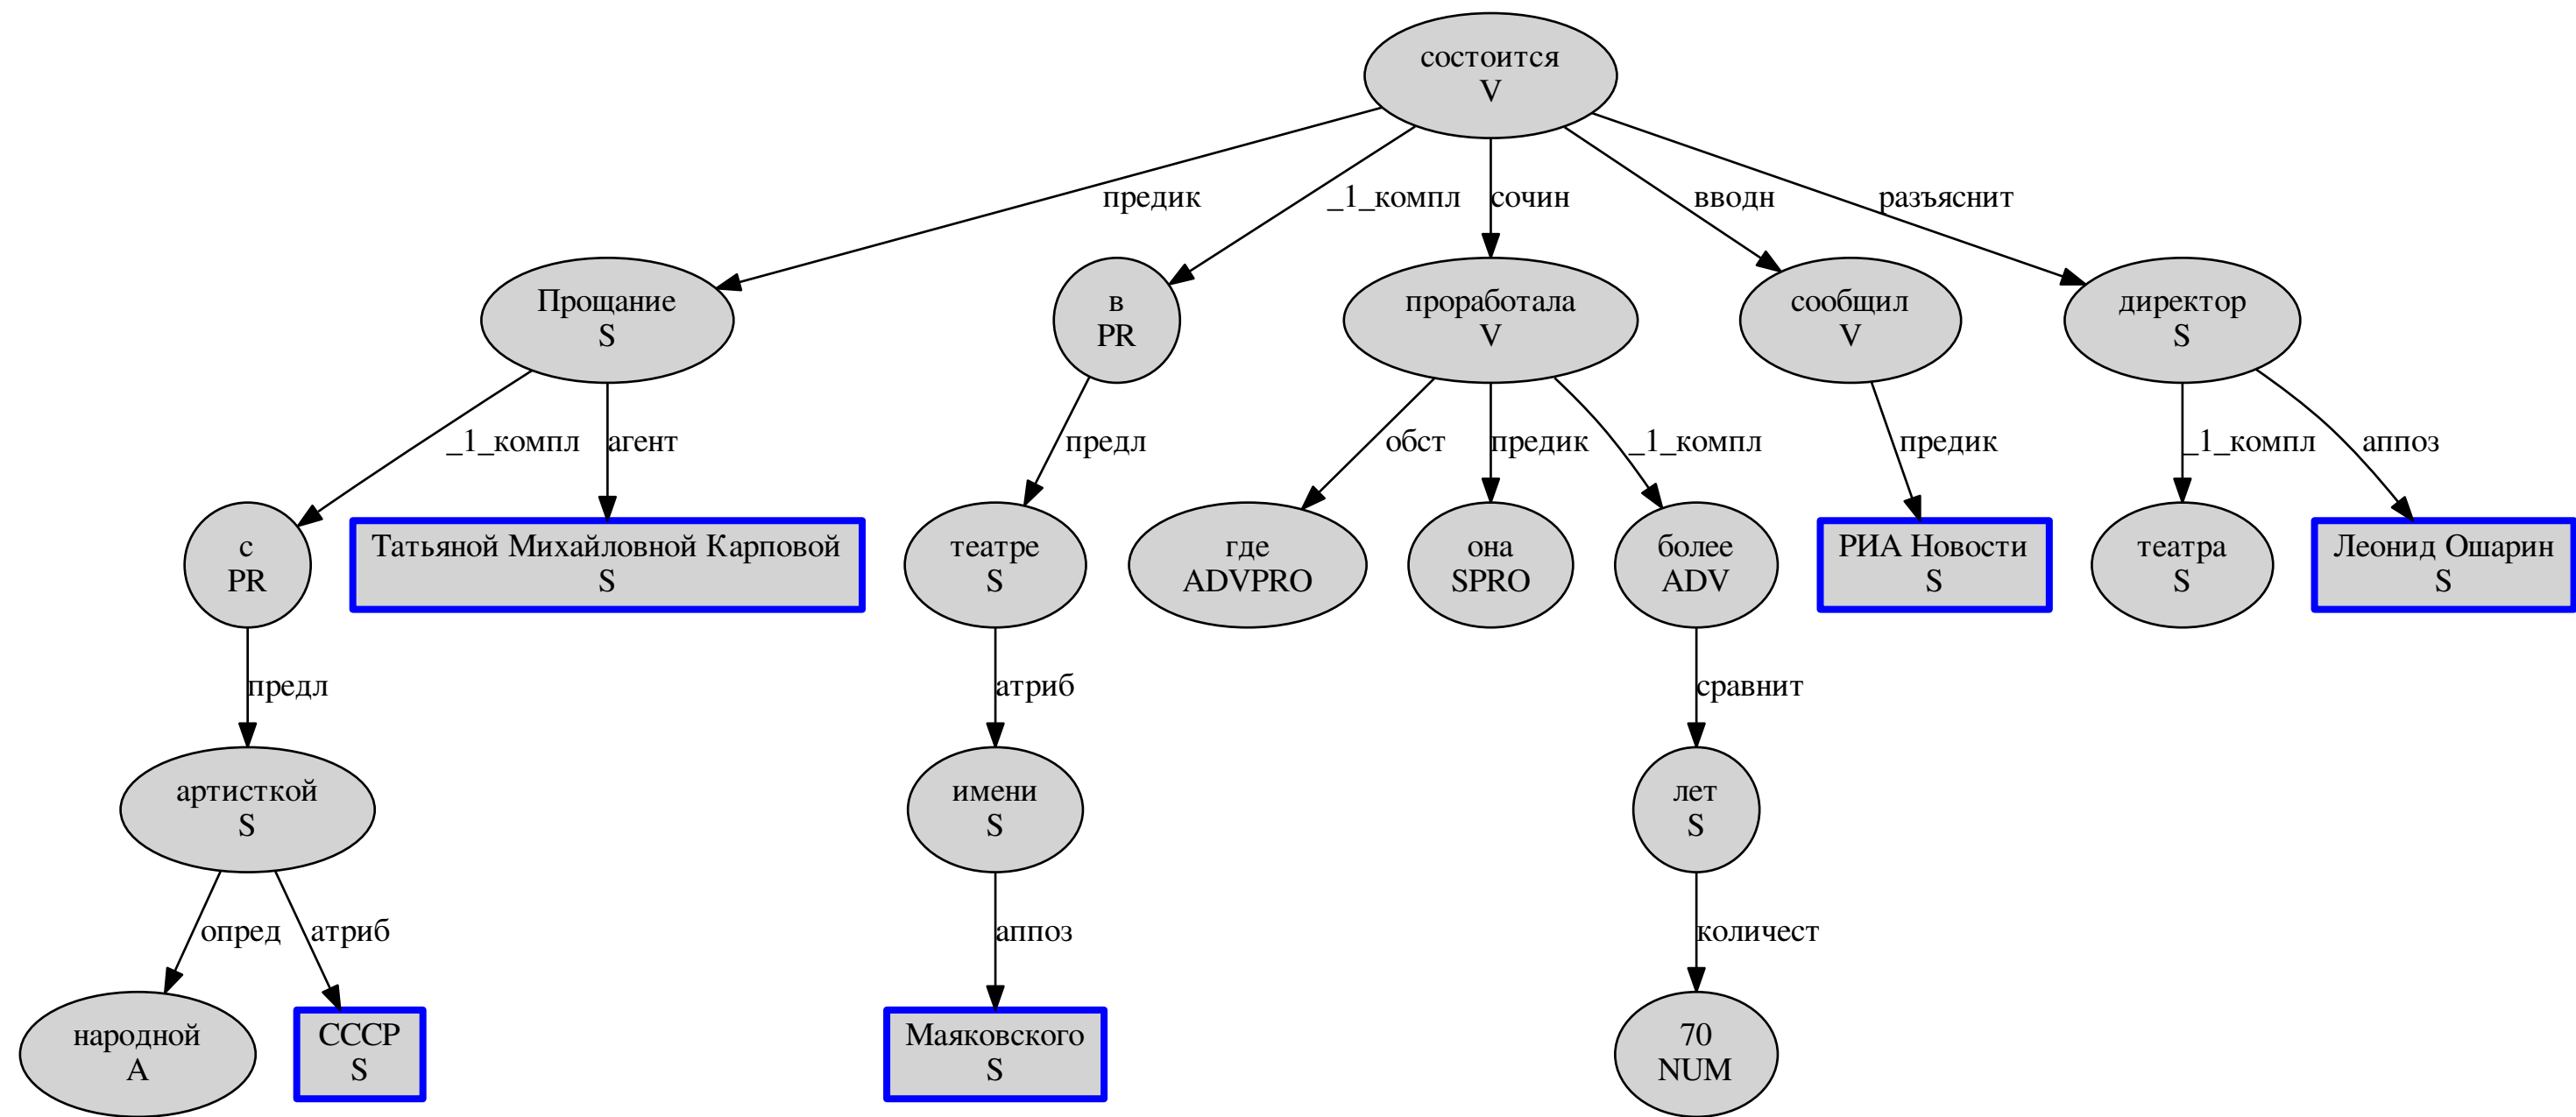 состоится
V
предик
_1_компл
сочин
вводн
разъяснит
Прощание
S
в
PR
проработала
V
сообщил
V
директор
S
_1_компл
агент
предл
обст
предик
_1_компл
предик
_1_компл
аппоз
с
PR
Татьяной Михайловной Карповой
S
театре
S
где
ADVPRO
она
SPRO
более
ADV
РИА Новости
S
театра
S
Леонид Ошарин
S
предл
атриб
сравнит
артисткой
S
имени
S
лет
S
опред
атриб
аппоз
количест
народной
A
СССР
S
Маяковского
S
70
NUM